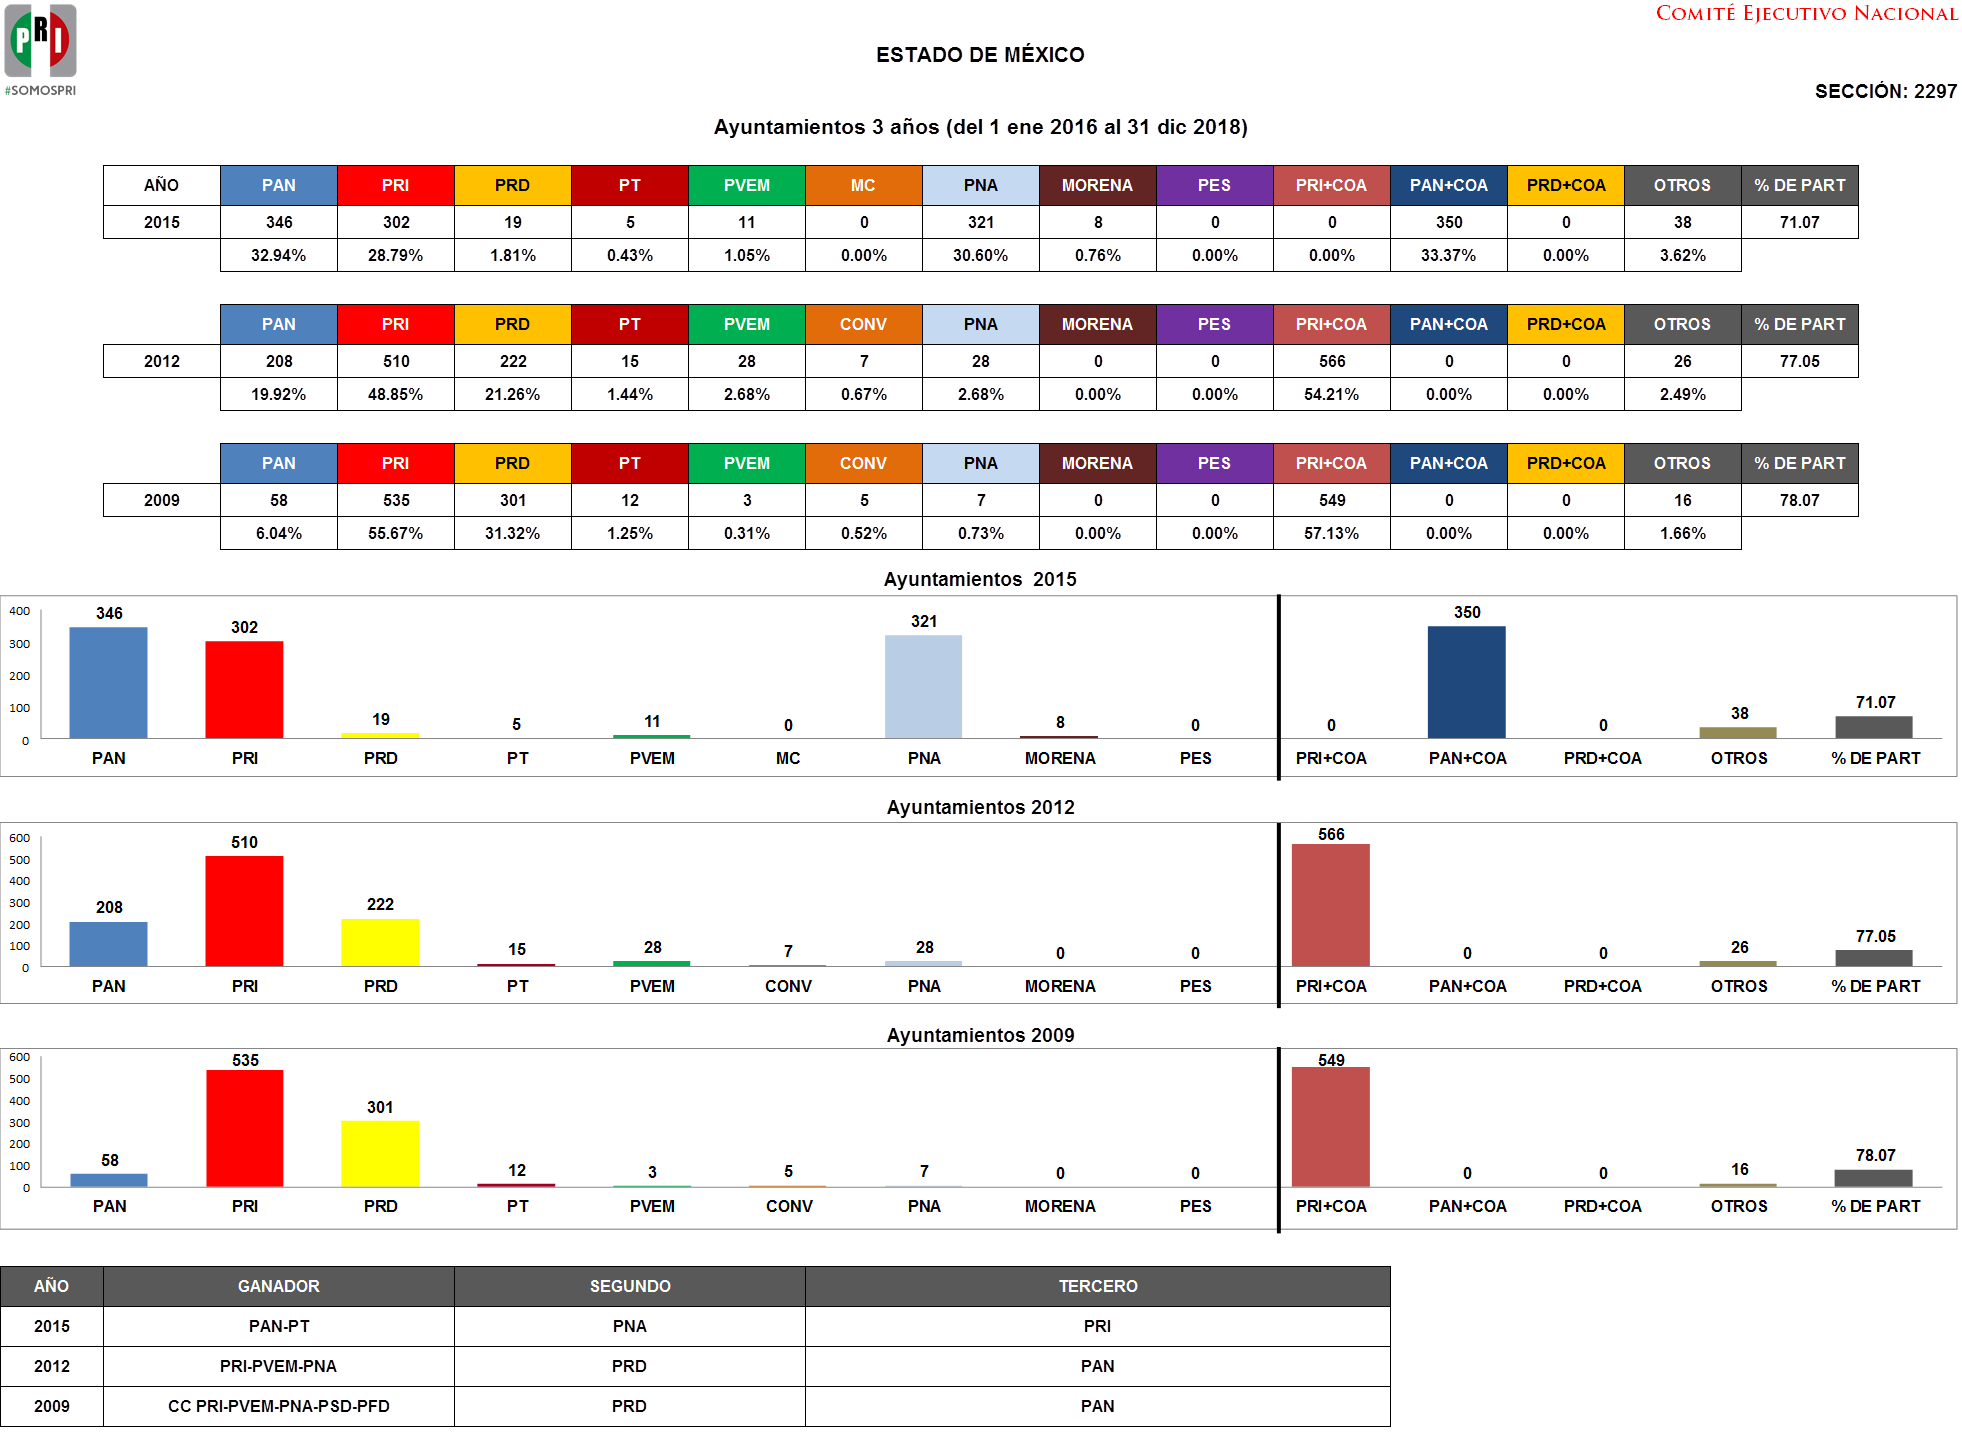 PRI
#SOMOSPRI
COMITÉ EJECUTIVO NACIONAL
ESTADO DE MÉXICO
SECCIÓN: 2297
Ayuntamientos 3 años (del 1 ene 2016 al 31 dic 2018)
AÑO PAN PRI PRD PT PVEM MC PNA MORENA PES PRI+COA PAN+COA PRD+COA OTROS % DE PART
2015 346 302 19 5 11 0 321 8 0 0 350 0 38 71.07
32.94% 28.79% 1.81% 0.43% 1.05% 0.00% 30.60% 0.76% 0.00% 0.00% 33.37% 0.00% 3.62%
PAN PRI PRD PT PVEM CONV PNA MORENA PES PRI+COA PAN+COA PRD+COA OTROS % DE PART
2012 208 510 222 15 28 7 28 0 0 566 0 0 26 77.05
19.92% 48.85% 21.26% 1.44% 2.68% 0.67% 2.68% 0.00% 0.00% 54.21% 0.00% 0.00% 2.49%
PAN PRI PRD PT PVEM CONV PNA MORENA PES PRI+COA PAN+COA PRD+COA OTROS % DE PART
2009 58 535 301 12 3 5 7 0 0 549 0 0 16 78.07
6.04% 55.67% 31.32% 1.25% 0.31% 0.52% 0.73% 0.00% 0.00% 57.13% 0.00% 0.00% 1.66%
Ayuntamientos 2015
400
300
200
100
0
346 302 19 5 11 0 321 8 0 0 350 0 38 71.07
PAN PRI PRD PT PVEM MC PNA MORENA PES PRI+COA PAN+COA PRD+COA OTROS % DE PART
Ayuntamientos 2012
600
500
400
300
200
100
0
208 510 222 15 28 7 28 0 0 566 0 0 26 77.05
PAN PRI PRD PT PVEM CONV PNA MORENA PES PRI+COA PAN+COA PRD+COA OTROS % DE PART
Ayuntamientos 2009
600
500
400
300
200
100
0
58 535 301 12 3 5 7 0 0 549 0 0 16 78.07
PAN PRI PRD PT PVEM CONV PNA MORENA PES PRI+COA PAN+COA PRD+COA OTROS % DE PART
AÑO GANADOR SEGUNDO TERCERO
2015 PAN-PT PNA PRI
2012 PRI-PVEM-PNA PRD PAN
2009 CC PRI-PVEM-PNA-PSD-PFD PRD PAN